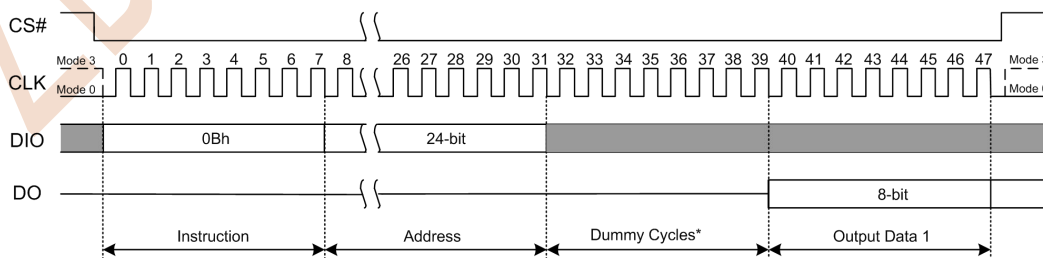 CS#
Mode 3 0 1 2 3 4 5 6 7 8 26 27 28 29 30 31 32 33 34 35 36 37 38 39 40 41 42 43 44 45 46 47 Mode
CLK
Mode 0 Mode
DIO 0Bh 24-bit
DO 8-bit
Instruction Address Dummy Cycles* Output Data 1